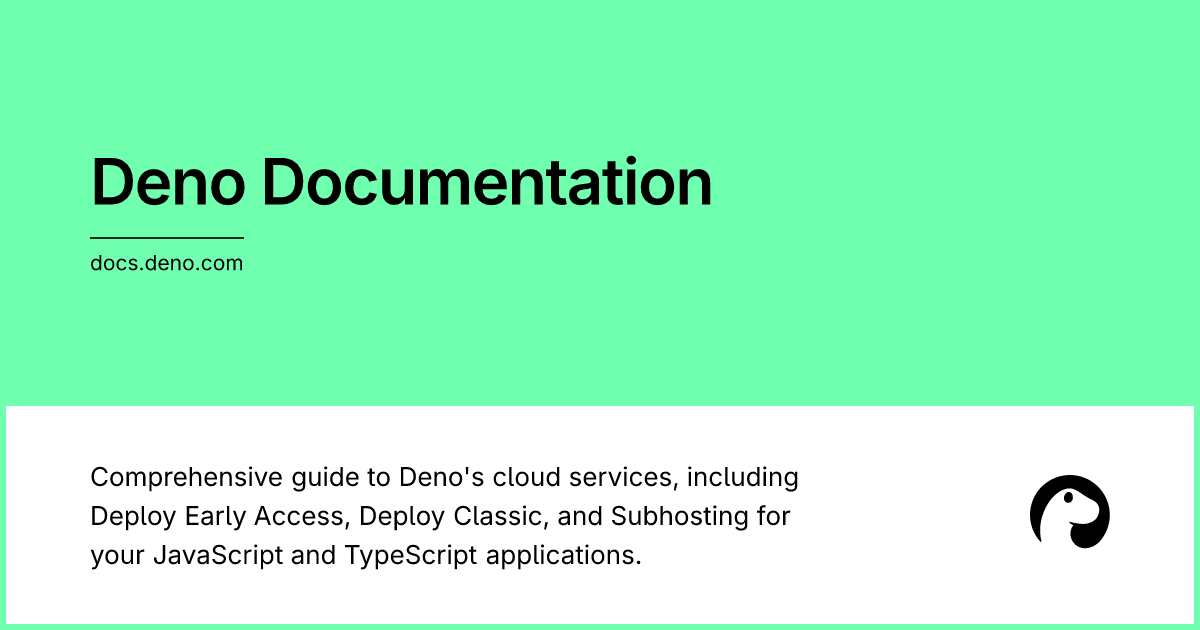 Deno Documentation
docs.deno.com
Comprehensive guide to Deno's cloud services, including
Deploy Early Access, Deploy Classic, and Subhosting for
your JavaScript and TypeScript applications.